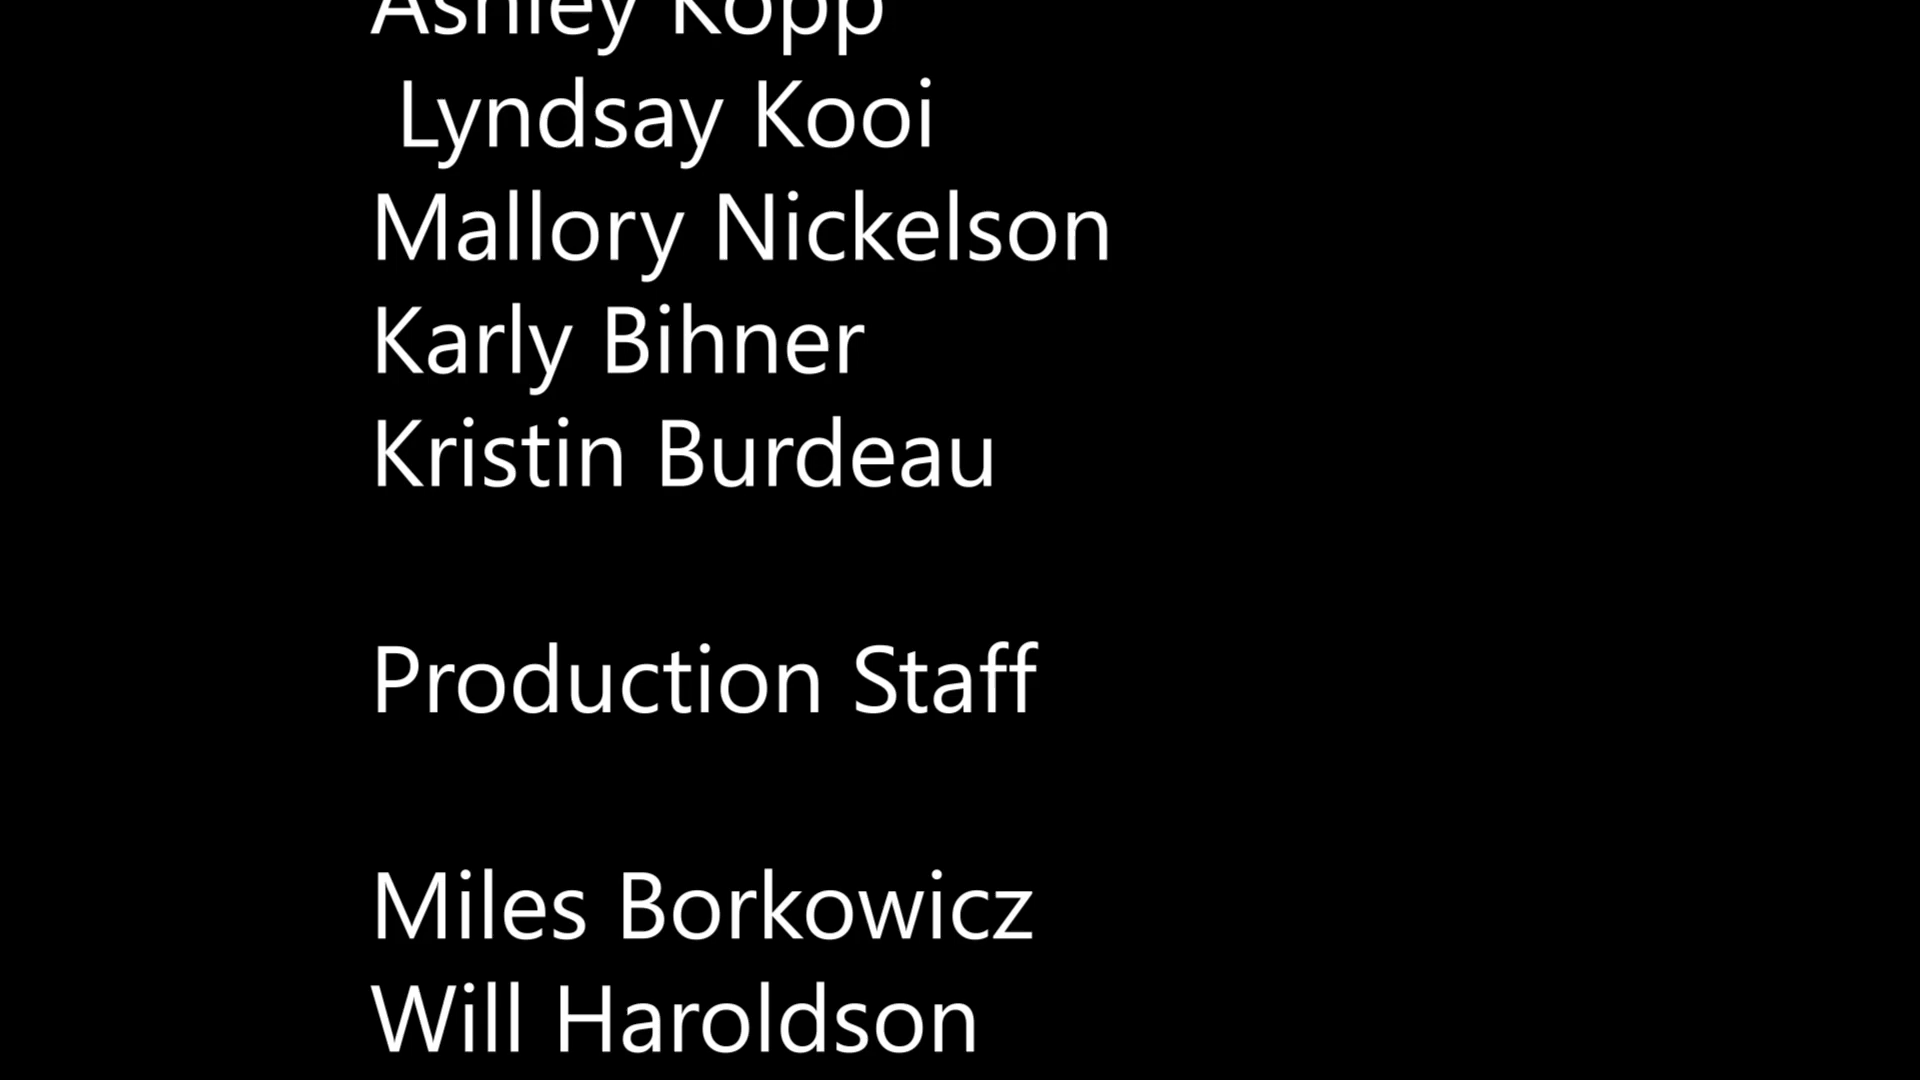 Ashley Kopp
Lyndsay Kooi
Mallory Nickelson
Karly Bihner
Kristin Burdeau
Production Staff
Miles Borkowicz
Will Haroldson